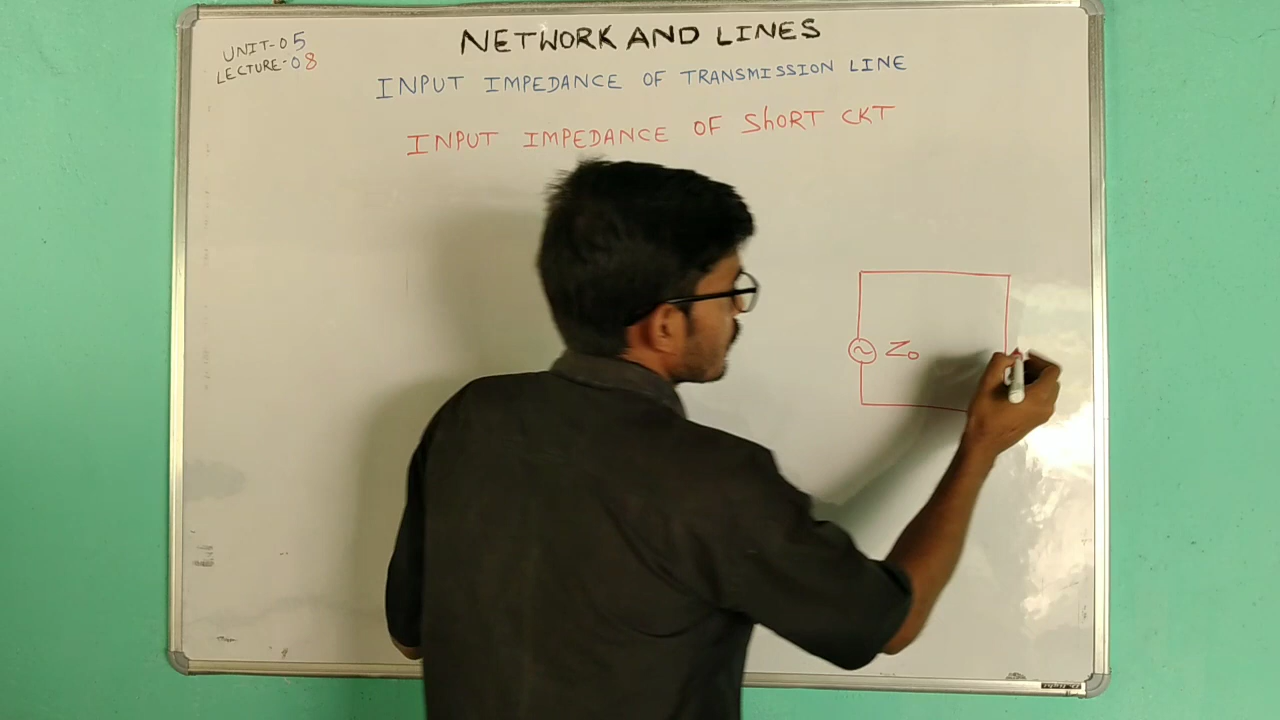 UNIT-05
LECTURE:-08
NETWORK AND LINES
INPUT IMPEDANCE OF TRANSMISSION LINE
INPUT IMPEDANCE OF ShORT CKT
Z₀